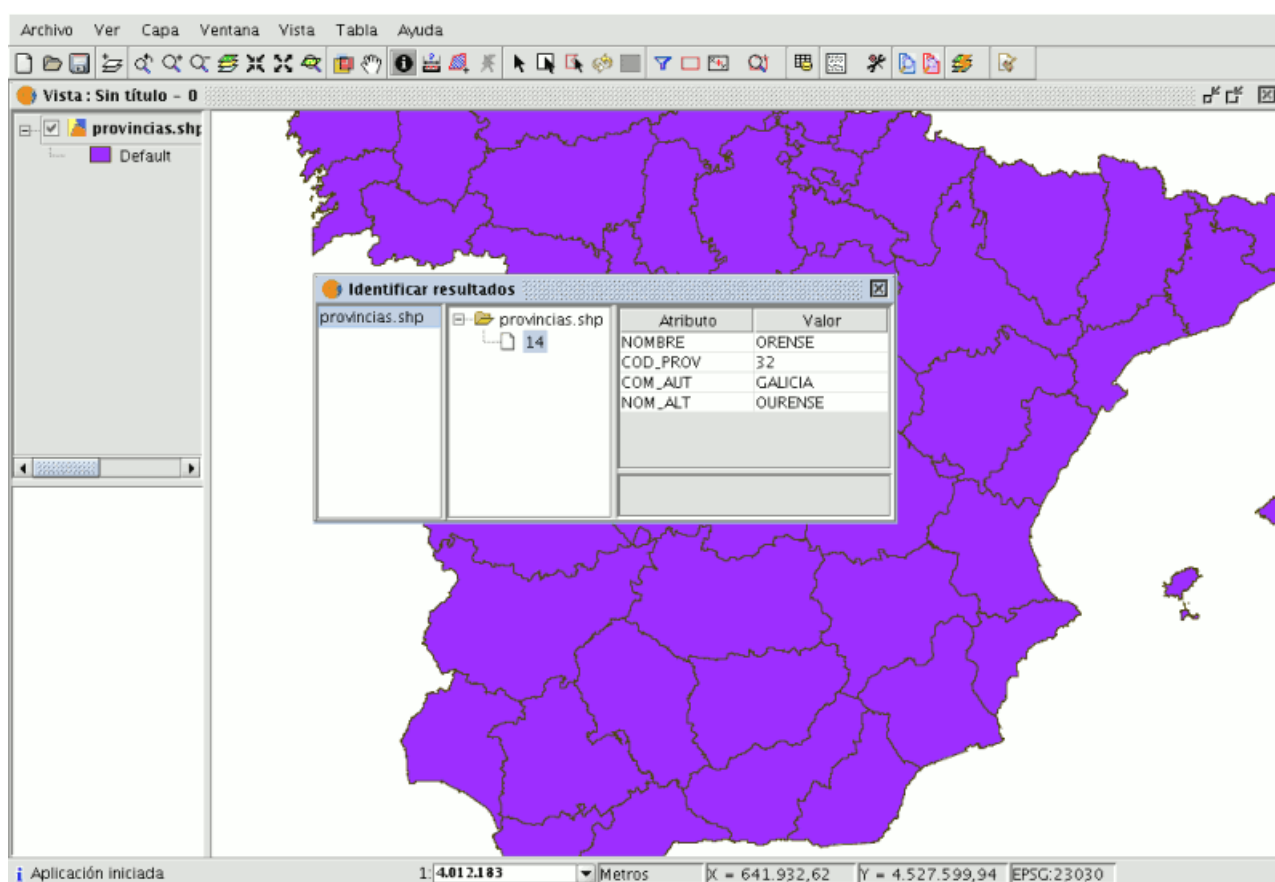 Archivo Ver Capa Ventana Vista Tabla Ayuda
Vista : Sin título - 0
provincias.shp
Default
Identificar resultados
provincias.shp
provincias.shp
14
Atributo Valor
NOMBRE ORENSE
COD_PROV 32
COM_AUT GALICIA
NOM_ALT OURENSE
Aplicación iniciada 1: 4.012.183 Metros X = 641.932,62 Y = 4.527.599,94 EPSG:23030